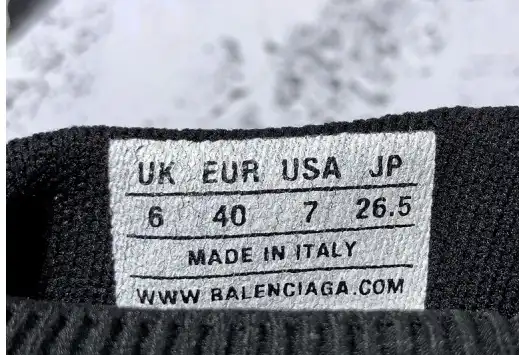 UK EUR USA JP
6 40 7 26.5
MADE IN ITALY
WWW BALENCIAGA.COM